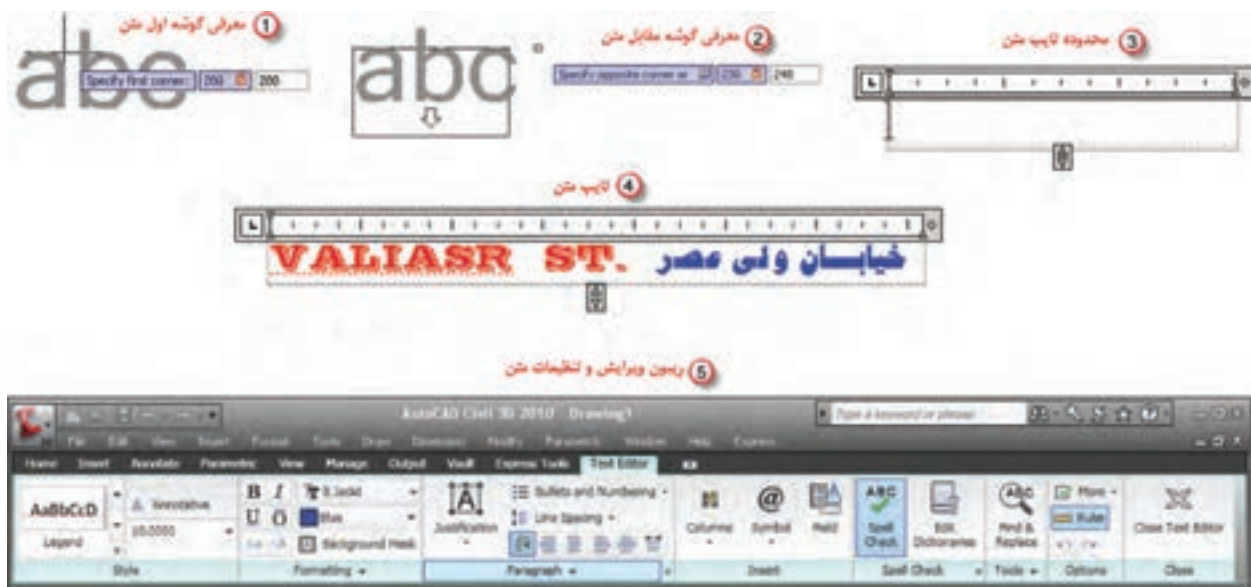 1 معرفی گوشه اول متن
abc
Specify first corner: 200 200
2 معرفی گوشه مقابل متن
abc
Specify opposite corner or 230 240
3 محدوده تایپ متن
4 تایپ متن
VALIASR ST. خیابان ولی عصر
5 ریبون ویرایش و تنظیمات متن
AutoCAD Civil 3D 2010 Drawing1 Type a keyword or phrase
File Edit View Insert Format Tools Draw Dimension Modify Parametric Window Help Express
Home Insert Annotate Parametric View Manage Output Vault Express Tools Text Editor
AaBbCcD Annotative B I B Jadid Bullets and Numbering ABC ABC More
Legend U O Blue Justification Line Spacing Columns Symbol Field Spell Check Edit Dictionaries Find & Replace Ruler Close Text Editor
Background Mask
Style Formatting Paragraph Insert Spell Check Tools Options Close